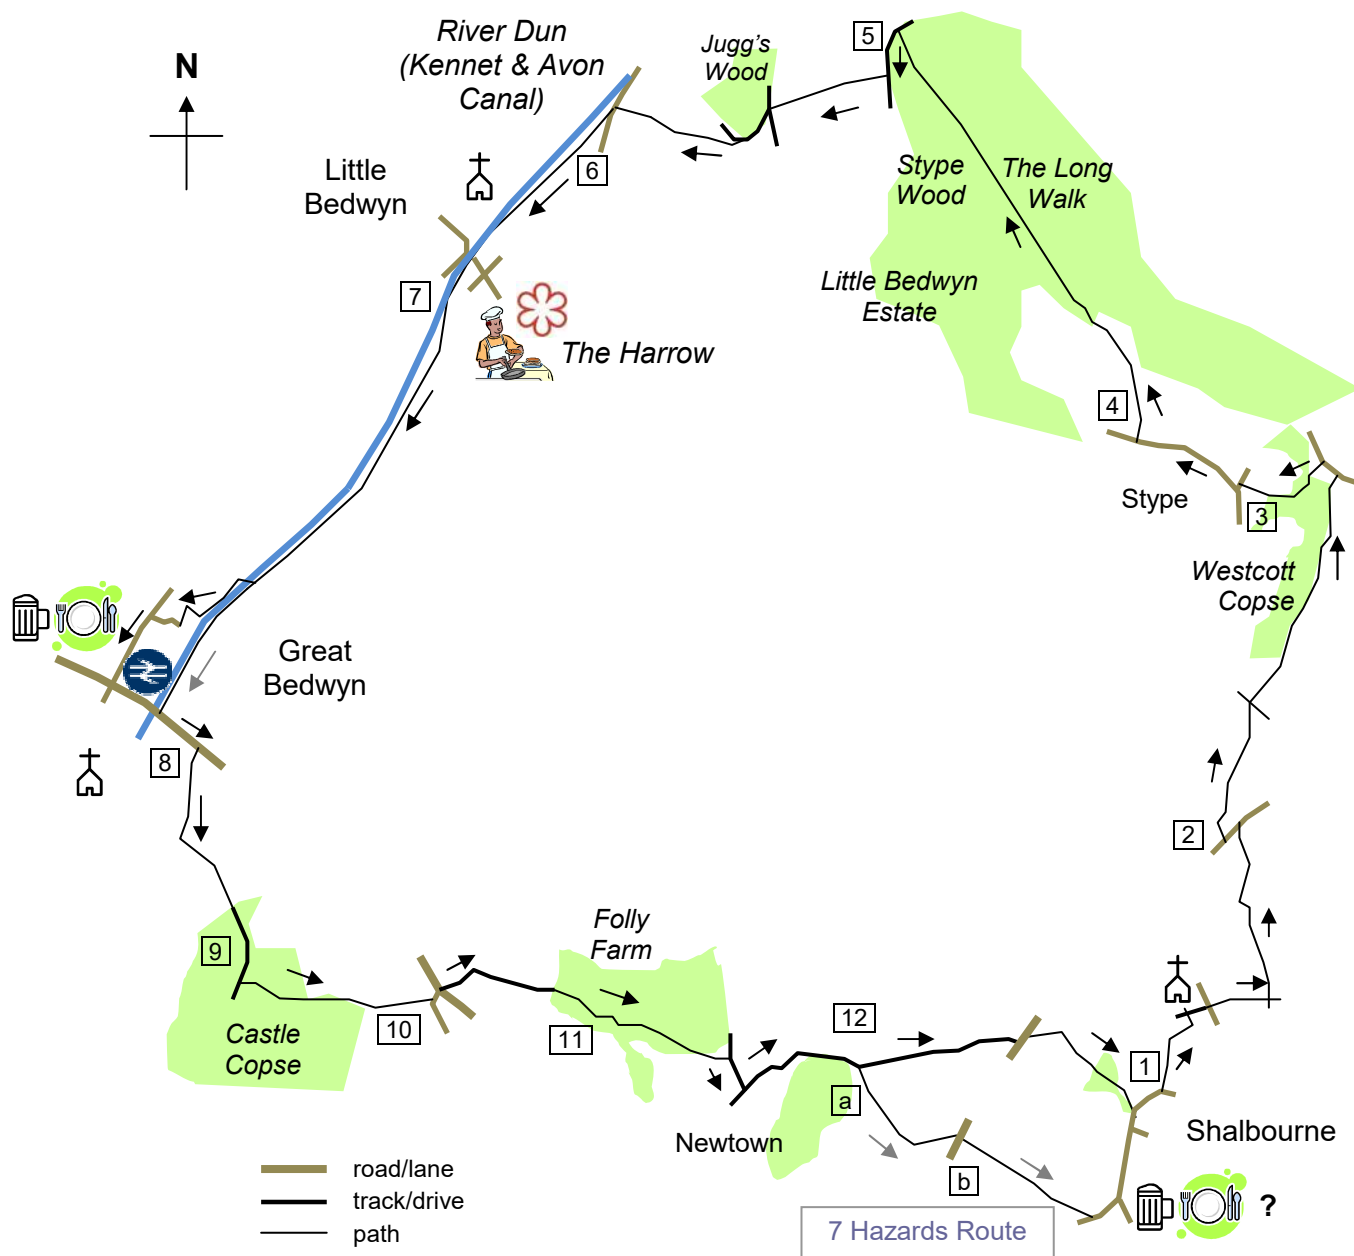 River Dun
(Kennet & Avon
Canal)
Jugg's
Wood
5
N
6
Little
Bedwyn
Stype
Wood
The Long
Walk
Little Bedwyn
Estate
7
The Harrow
4
Stype
3
Westcott
Copse
Great
Bedwyn
8
2
Folly
Farm
9
10
11
12
Castle
Copse
1
a
Newtown
Shalbourne
b
?
road/lane
track/drive
path
7 Hazards Route